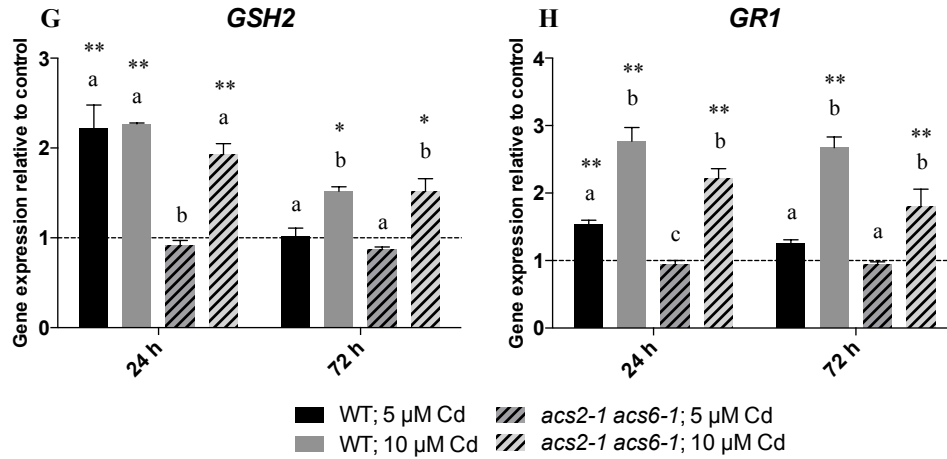 G
GSH2
Gene expression relative to control
3
2
1
0
**
a
**
a
b
**
a
a
*
b
a
*
b
24 h
72 h
H
GR1
Gene expression relative to control
4
3
2
1
0
**
a
**
b
c
**
b
a
**
b
a
**
b
24 h
72 h
WT; 5 µM Cd
acs2-1 acs6-1; 5 µM Cd
WT; 10 µM Cd
acs2-1 acs6-1; 10 µM Cd